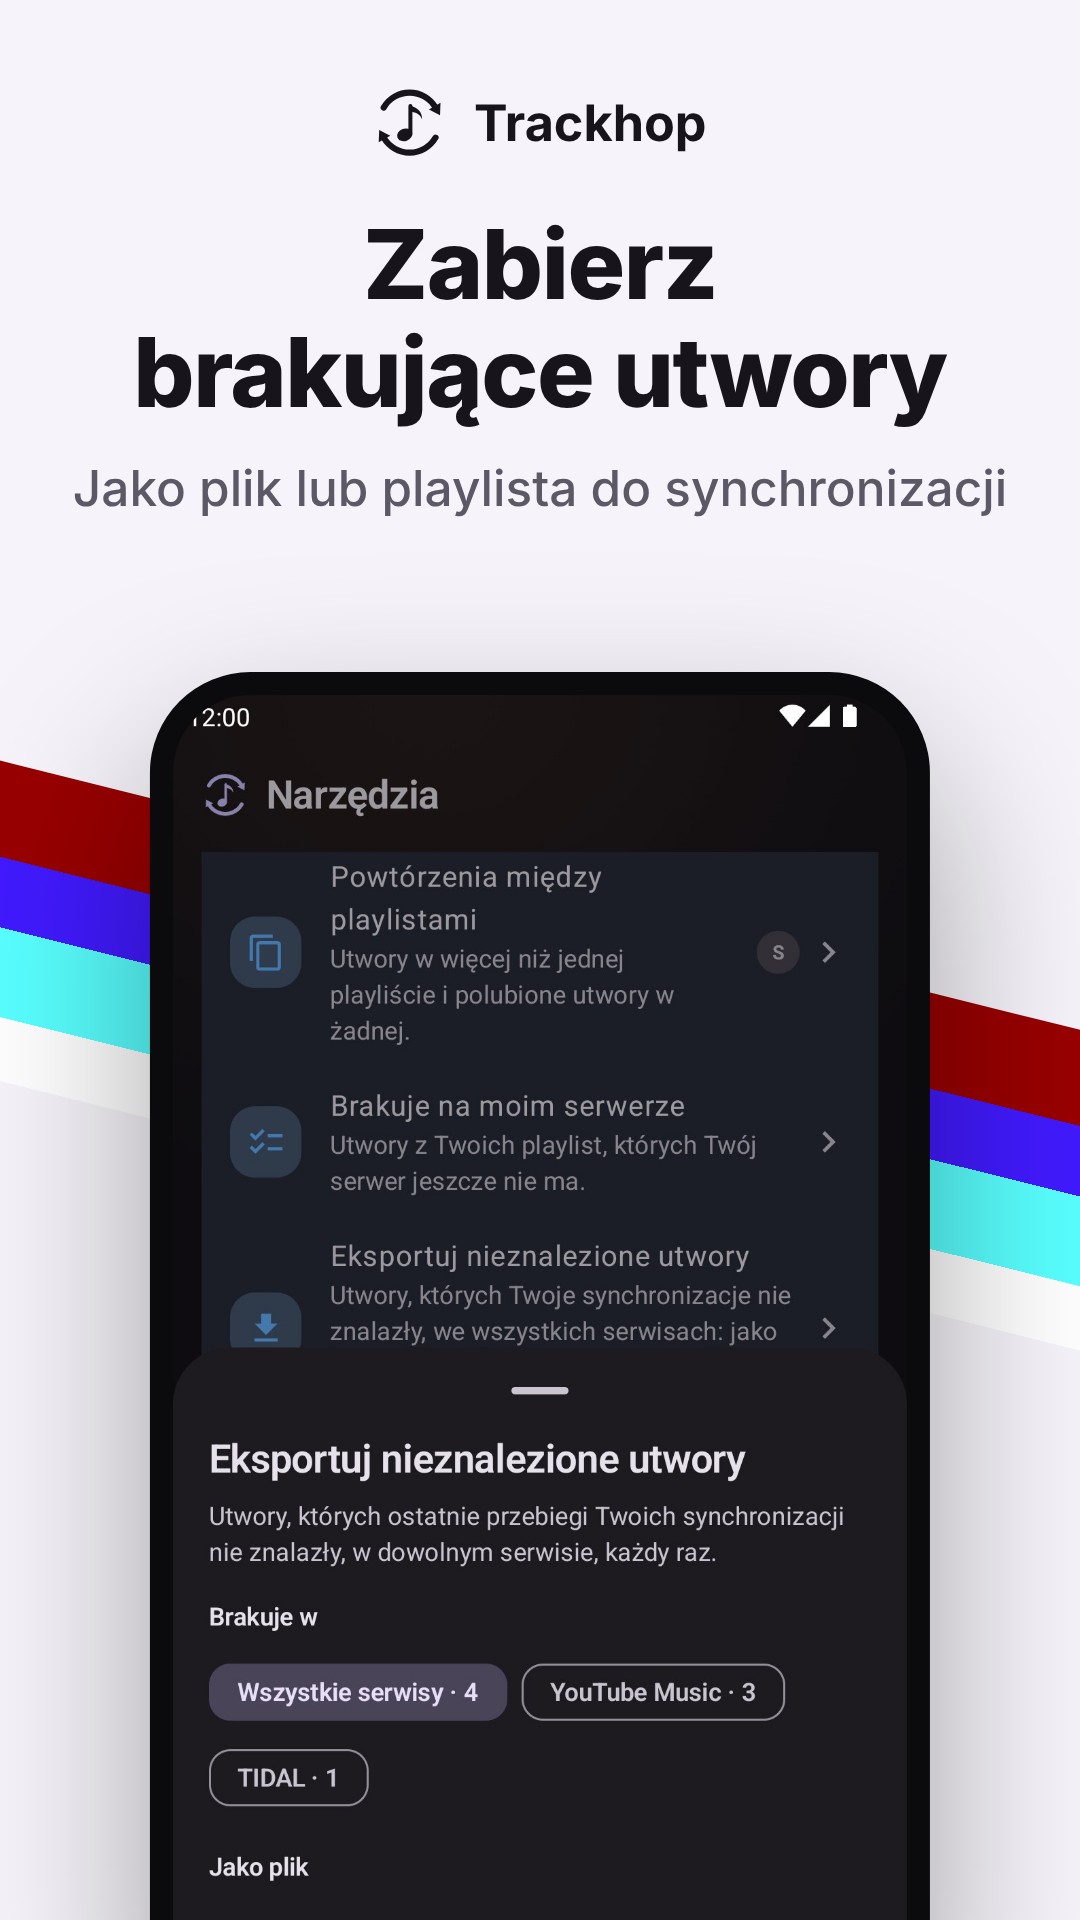 Trackhop
Zabierz
brakujące utwory
Jako plik lub playlista do synchronizacji
12:00
Narzędzia
Powtórzenia między
playlistami
Utwory w więcej niż jednej
playliście i polubione utwory w
żadnej.
S
Brakuje na moim serwerze
Utwory z Twoich playlist, których Twój
serwer jeszcze nie ma.
Eksportuj nieznalezione utwory
Utwory, których Twoje synchronizacje nie
znalazły, we wszystkich serwisach: jako
Eksportuj nieznalezione utwory
Utwory, których ostatnie przebiegi Twoich synchronizacji
nie znalazły, w dowolnym serwisie, każdy raz.
Brakuje w
Wszystkie serwisy · 4
YouTube Music · 3
TIDAL · 1
Jako plik